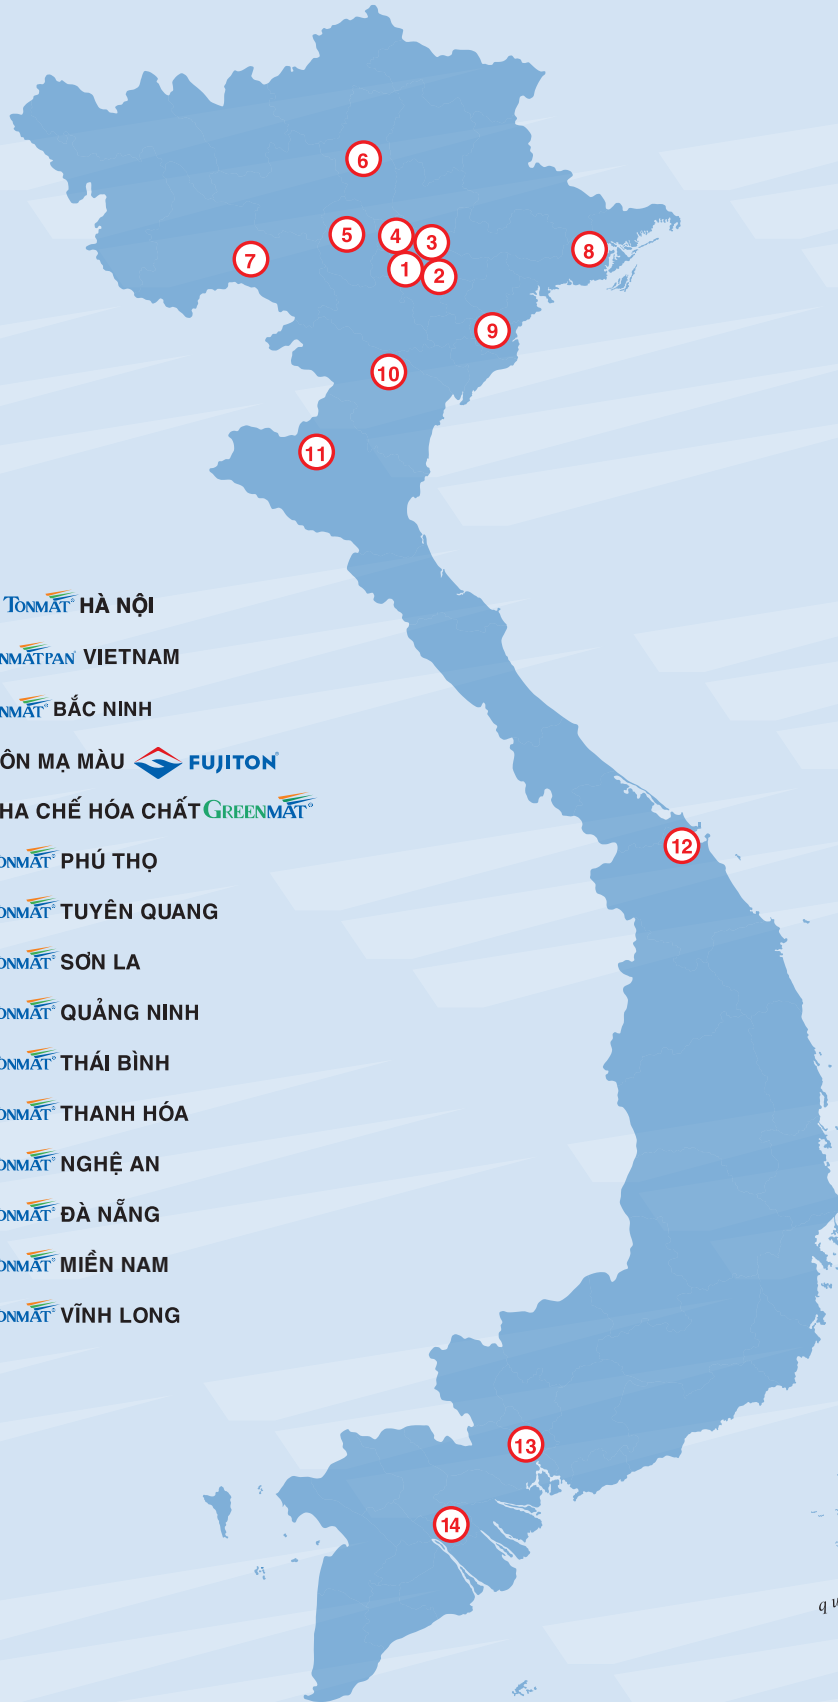 6
5
4
3
8
7
1
2
9
10
11
TONMAT HÀ NỘI
NMATPAN VIETNAM
NMAT BẮC NINH
ÔN MẠ MÀU FUJITON
HA CHẾ HÓA CHẤT GREENMAT
ONMAT PHÚ THỌ
12
ONMAT TUYÊN QUANG
ONMAT SƠN LA
ONMAT QUẢNG NINH
ONMAT THÁI BÌNH
ONMAT THANH HÓA
ONMAT NGHỆ AN
ONMAT ĐÀ NẴNG
ONMAT MIỀN NAM
ONMAT VĨNH LONG
13
14